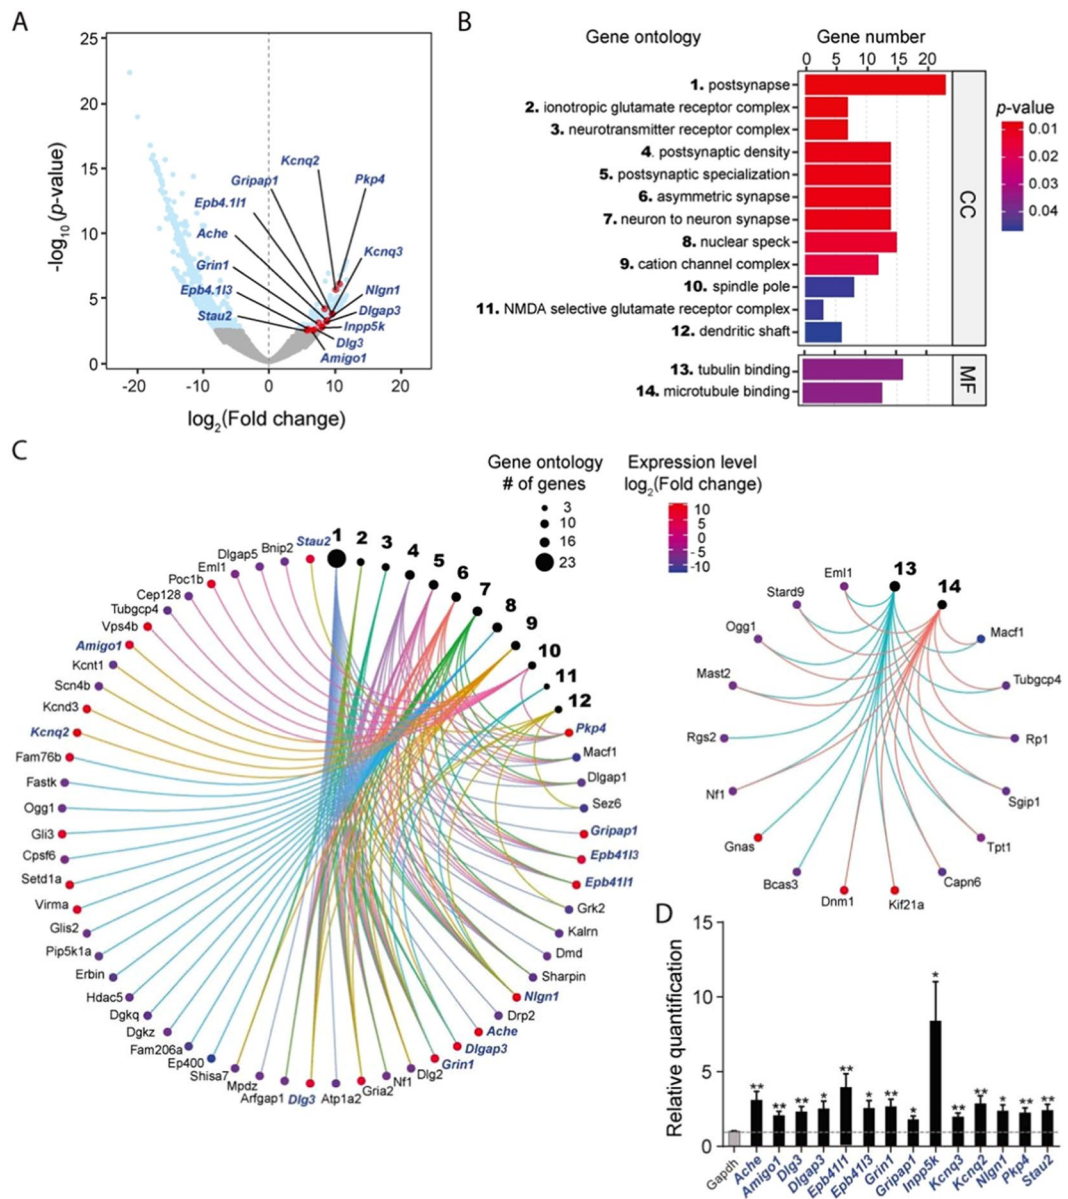 A
25
20
15
10
5
0
-log10 (p-value)
-20
-10
0
10
20
log2(Fold change)
Kcnq2
Gripap1
Pkp4
Epb4.1l1
Ache
Kcnq3
Grin1
Epb4.1l3
Nlgn1
Dlgap3
Stau2
Inpp5k
Dlg3
Amigo1
B
Gene ontology
Gene number
0 5 10 15 20
1. postsynapse
2. ionotropic glutamate receptor complex
3. neurotransmitter receptor complex
4. postsynaptic density
5. postsynaptic specialization
6. asymmetric synapse
7. neuron to neuron synapse
8. nuclear speck
9. cation channel complex
10. spindle pole
11. NMDA selective glutamate receptor complex
12. dendritic shaft
13. tubulin binding
14. microtubule binding
CC
MF
p-value
0.01
0.02
0.03
0.04
C
Gene ontology
# of genes
3
10
16
23
Expression level
log2(Fold change)
10
5
-5
-10
1
2
3
4
5
6
7
8
9
10
11
12
Pkp4
Macf1
Dlgap1
Sez6
Gripap1
Epb41l3
Epb41l1
Grk2
Kalrn
Dmd
Sharpin
Nlgn1
Drp2
Ache
Dlgap3
Grin1
Dlg2
Nf1
Gria2
Atp1a2
Dlg3
Arfgap1
Mpdz
Shisa7
Ep400
Fam206a
Dgkz
Dgkq
Hdac5
Erbin
Pip5k1a
Glis2
Virma
Setd1a
Cpsf6
Gli3
Ogg1
Fastk
Fam76b
Kcnq2
Kcnd3
Scn4b
Kcnt1
Amigo1
Vps4b
Tubgcp4
Cep128
Poc1b
Eml1
Dlgap5
Bnip2
Stau2
13
14
Macf1
Tubgcp4
Rp1
Sgip1
Tpt1
Capn6
Kif21a
Dnm1
Bcas3
Gnas
Nf1
Rgs2
Mast2
Ogg1
Stard9
Eml1
D
Relative quantification
15
10
5
0
** ** ** * ** * ** * * ** ** * ** **
Gapdh
Ache
Amigo1
Dlg3
Dlgap3
Epb41l1
Epb41l3
Grin1
Gripap1
Inpp5k
Kcnq3
Kcnq2
Nlgn1
Pkp4
Stau2